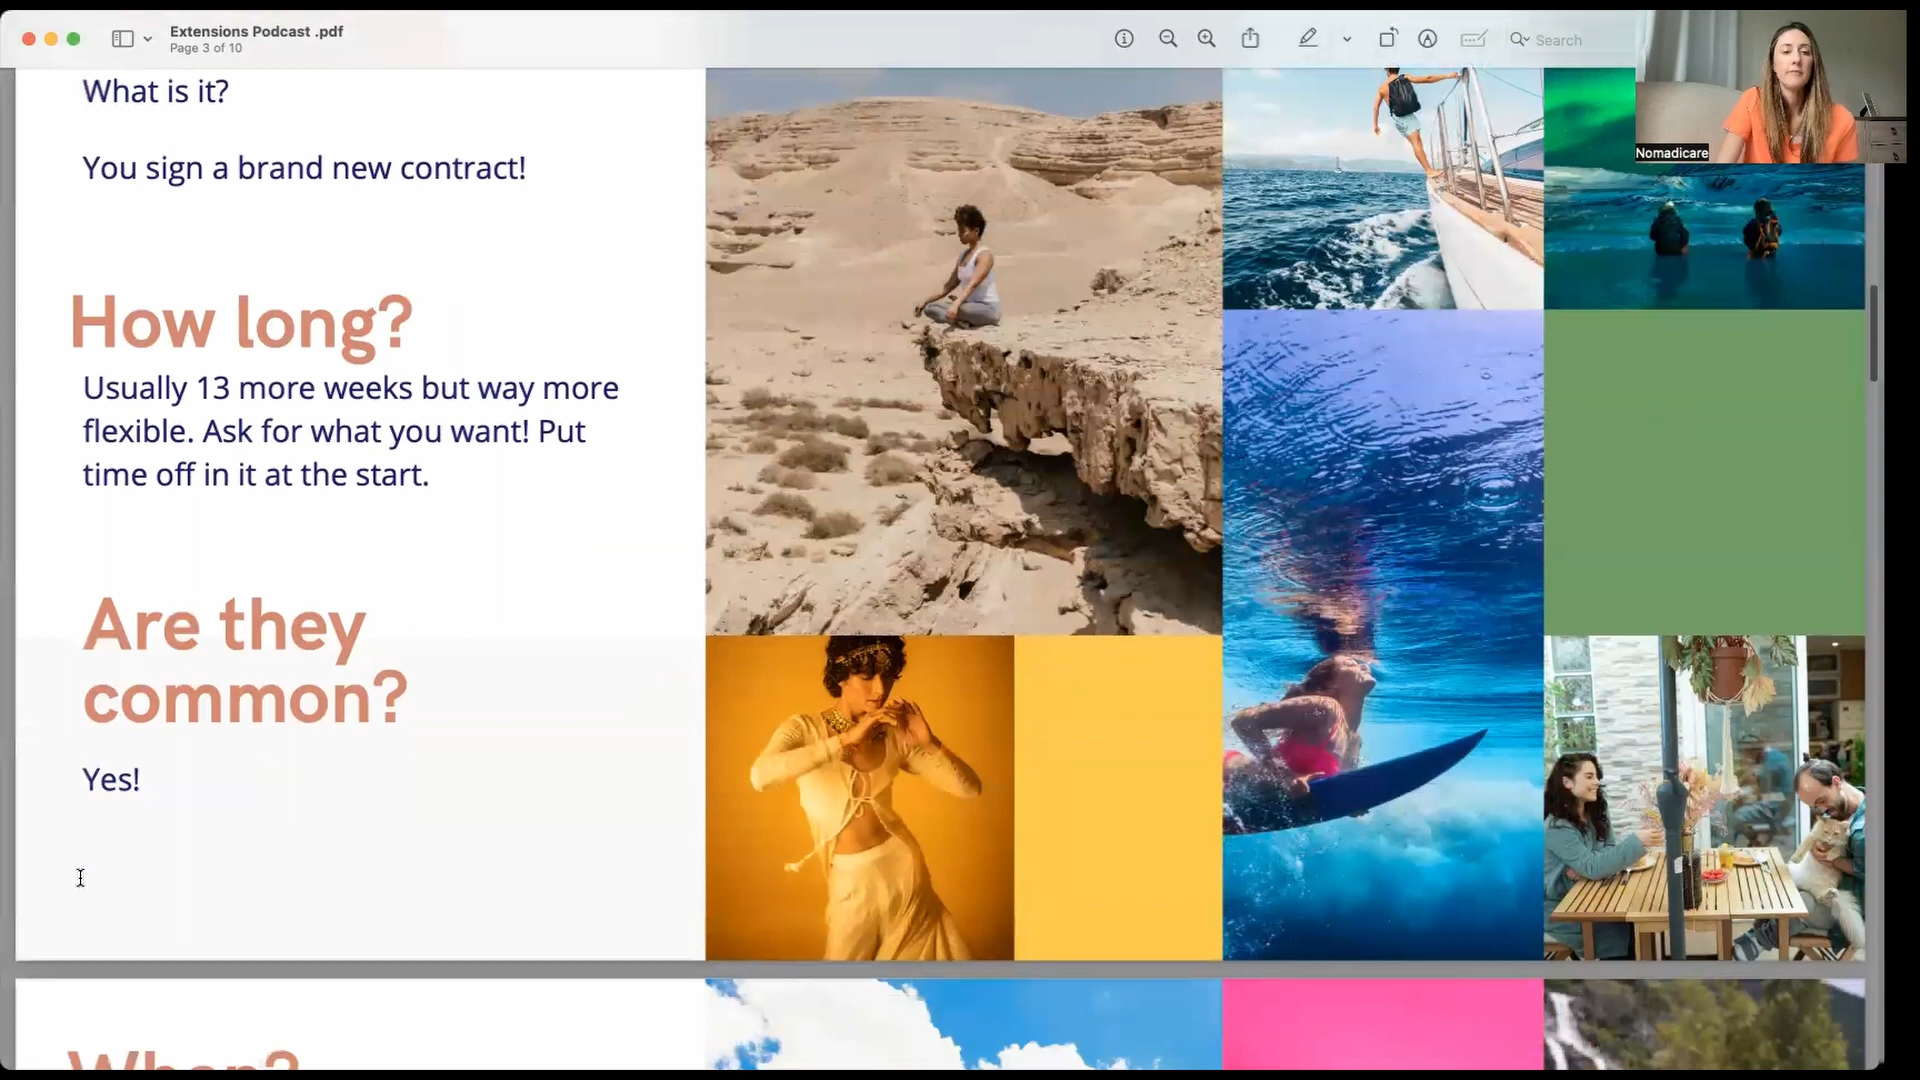 Extensions Podcast .pdf
Page 3 of 10
Search
Nomadicare
What is it?
You sign a brand new contract!
How long?
Usually 13 more weeks but way more
flexible. Ask for what you want! Put
time off in it at the start.
Are they
common?
Yes!
When?